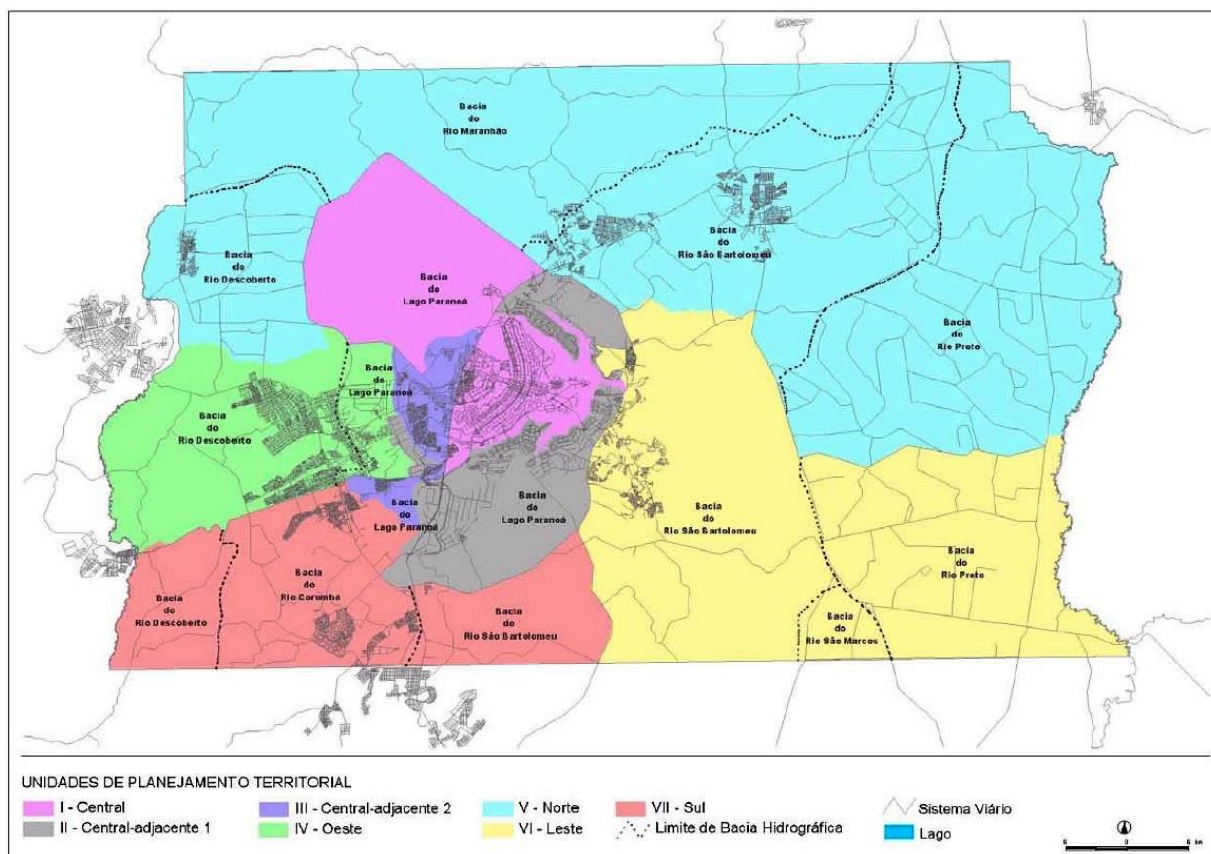 Bacia
do
Rio Maranhão
Bacia
do
Rio Descoberto
Bacia
do
Rio São Bartolomeu
Bacia
do
Lago Paranoá
Bacia
do
Rio Preto
Bacia
do
Lago Paranoá
Bacia
do
Rio Descoberto
Bacia
do
Lago Paranoá
Bacia
do
Lago Paranoá
Bacia
do
Rio São Bartolomeu
Bacia
do
Rio Preto
Bacia
do
Rio Corumbá
Bacia
do
Rio Descoberto
Bacia
do
Rio São Bartolomeu
Bacia
do
Rio São Marcos
UNIDADES DE PLANEJAMENTO TERRITORIAL
I - Central
II - Central-adjacente 1
III - Central-adjacente 2
IV - Oeste
V - Norte
VI - Leste
VII - Sul
Limite de Bacia Hidrográfica
Sistema Viário
Lago
6 0 6 km